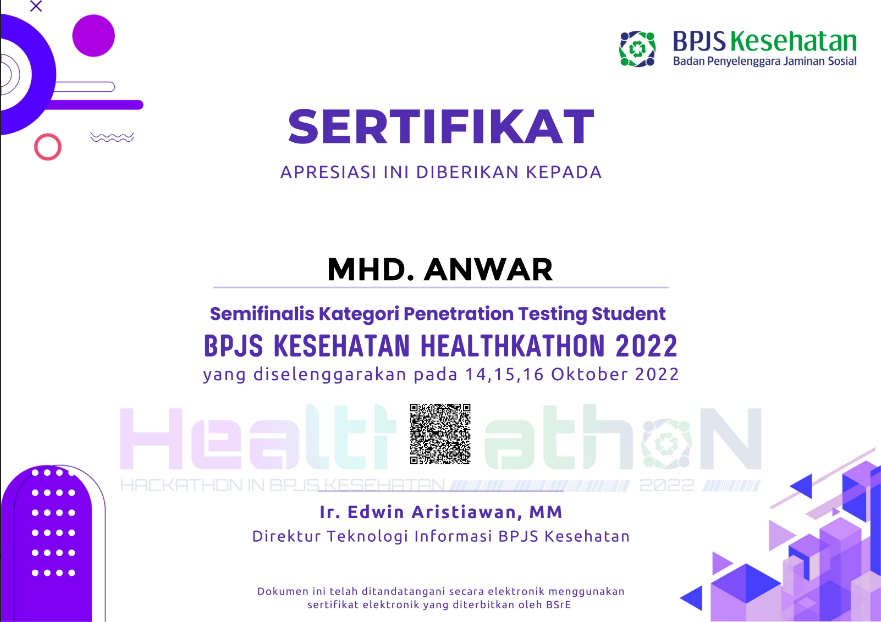 BPJS Kesehatan
Badan Penyelenggara Jaminan Sosial
SERTIFIKAT
APRESIASI INI DIBERIKAN KEPADA
MHD. ANWAR
Semifinalis Kategori Penetration Testing Student
BPJS KESEHATAN HEALTHKATHON 2022
yang diselenggarakan pada 14,15,16 Oktober 2022
HealthkathoN
HACKATHON IN BPJS KESEHATAN 2022
Ir. Edwin Aristiawan, MM
Direktur Teknologi Informasi BPJS Kesehatan
Dokumen ini telah ditandatangani secara elektronik menggunakan
sertifikat elektronik yang diterbitkan oleh BSrE